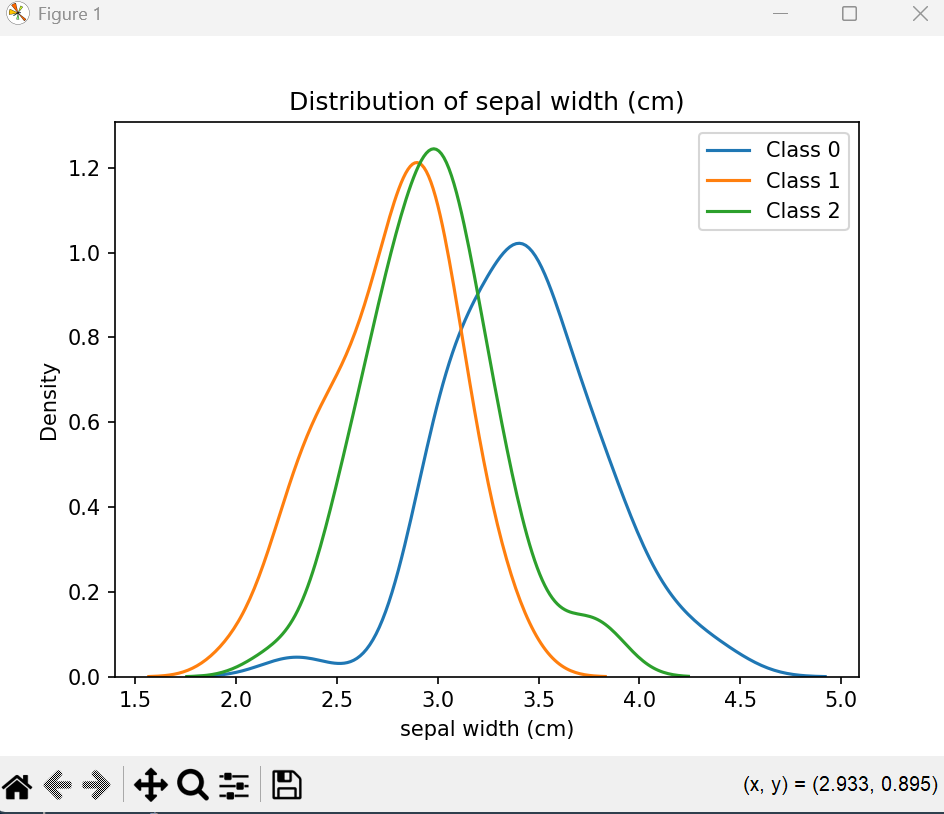 Figure 1
Distribution of sepal width (cm)
Class 0
Class 1
Class 2
1.2
1.0
0.8
0.6
0.4
0.2
0.0
Density
1.5 2.0 2.5 3.0 3.5 4.0 4.5 5.0
sepal width (cm)
(x, y) = (2.933, 0.895)